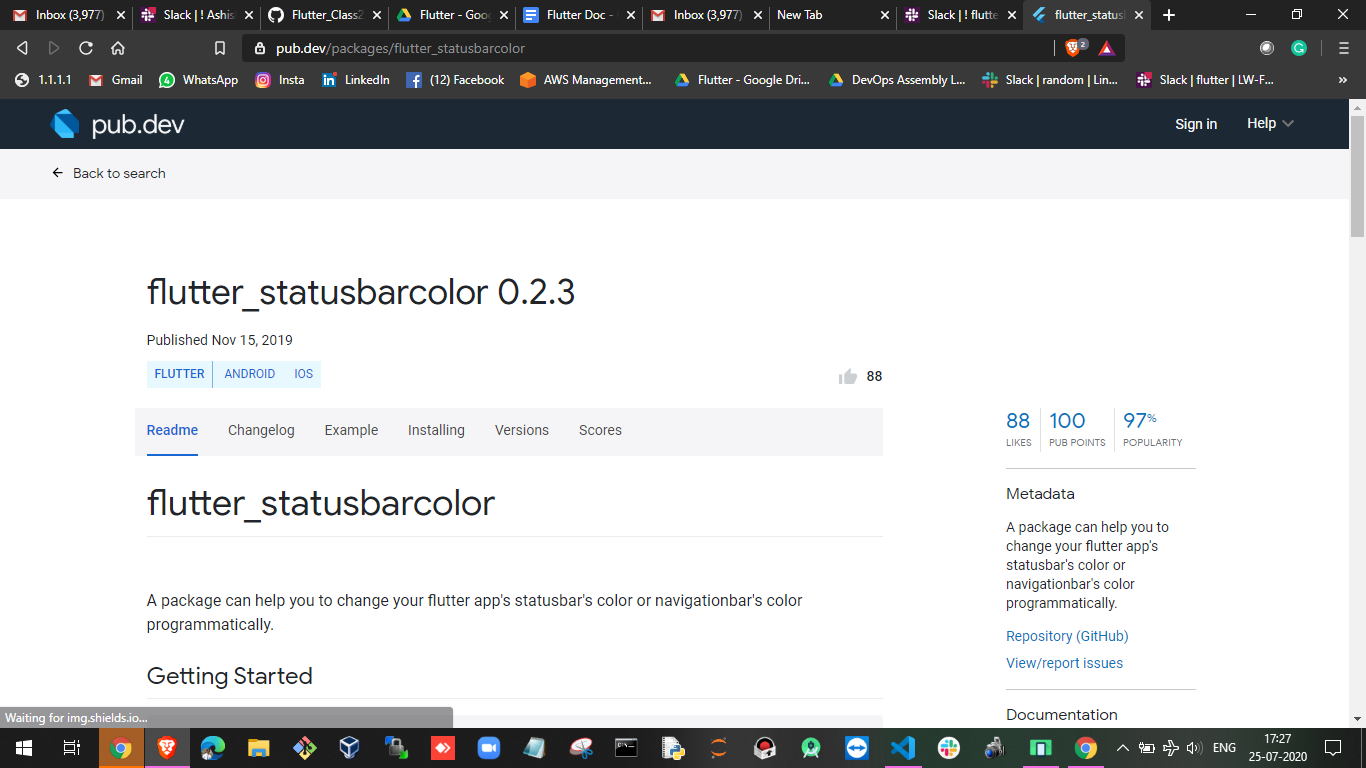 Inbox (3,977)
Slack | ! Ashis
Flutter_Class2
Flutter - Goo
Flutter Doc -
Inbox (3,977)
New Tab
Slack | ! flutte
flutter_status
pub.dev/packages/flutter_statusbarcolor
2
1.1.1.1
Gmail
4
WhatsApp
Insta
LinkedIn
(12) Facebook
AWS Management...
Flutter - Google Dri...
DevOps Assembly L...
Slack | random | Lin...
Slack | flutter | LW-F...
»
pub.dev
Sign in
Help
Back to search
flutter_statusbarcolor 0.2.3
Published Nov 15, 2019
FLUTTER
ANDROID
IOS
88
Readme
Changelog
Example
Installing
Versions
Scores
88
LIKES
100
PUB POINTS
97%
POPULARITY
flutter_statusbarcolor
A package can help you to change your flutter app's statusbar's color or navigationbar's color
programmatically.
Getting Started
Metadata
A package can help you to
change your flutter app's
statusbar's color or
navigationbar's color
programmatically.
Repository (GitHub)
View/report issues
Documentation
Waiting for img.shields.io...
ENG
17:27
25-07-2020